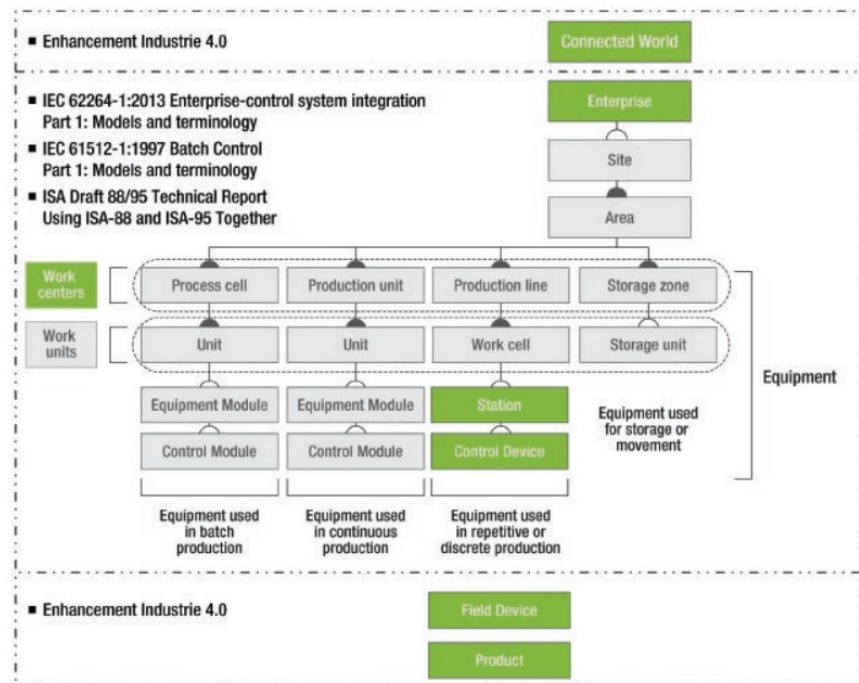 ■ Enhancement Industrie 4.0
Connected World
■ IEC 62264-1:2013 Enterprise-control system integration
Part 1: Models and terminology
■ IEC 61512-1:1997 Batch Control
Part 1: Models and terminology
■ ISA Draft 88/95 Technical Report
Using ISA-88 and ISA-95 Together
Enterprise
Site
Area
Work
centers
Process cell
Production unit
Production line
Storage zone
Work
units
Unit
Unit
Work cell
Storage unit
Equipment Module
Equipment Module
Station
Control Module
Control Module
Control Device
Equipment used
for storage or
movement
Equipment
Equipment used
in batch
production
Equipment used
in continuous
production
Equipment used
in repetitive or
discrete production
■ Enhancement Industrie 4.0
Field Device
Product